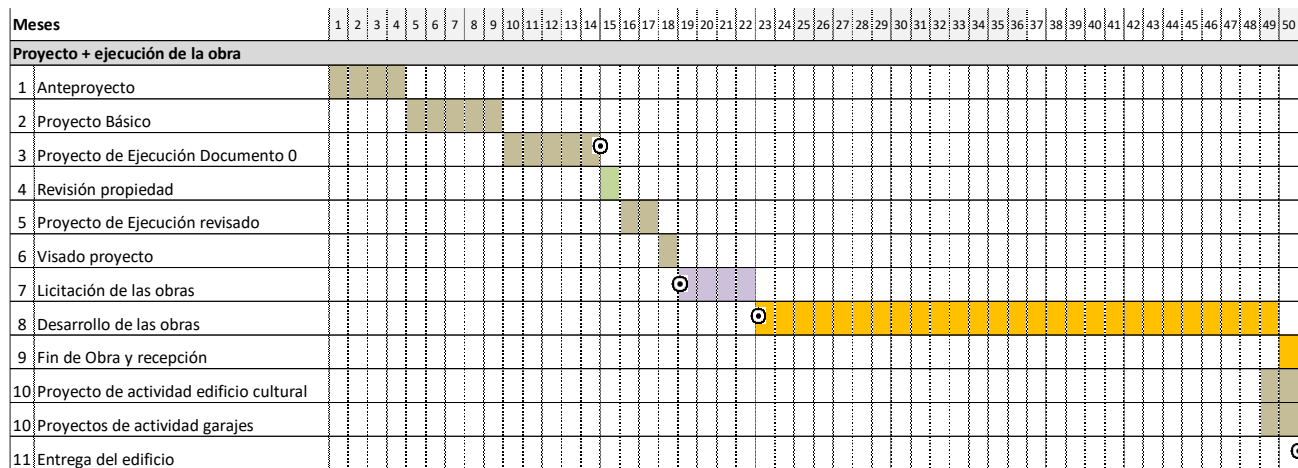 Meses 1 2 3 4 5 6 7 8 9 10 11 12 13 14 15 16 17 18 19 20 21 22 23 24 25 26 27 28 29 30 31 32 33 34 35 36 37 38 39 40 41 42 43 44 45 46 47 48 49 50
Proyecto + ejecución de la obra
1 Anteproyecto
2 Proyecto Básico
3 Proyecto de Ejecución Documento 0
4 Revisión propiedad
5 Proyecto de Ejecución revisado
6 Visado proyecto
7 Licitación de las obras
8 Desarrollo de las obras
9 Fin de Obra y recepción
10 Proyecto de actividad edificio cultural
10 Proyectos de actividad garajes
11 Entrega del edificio